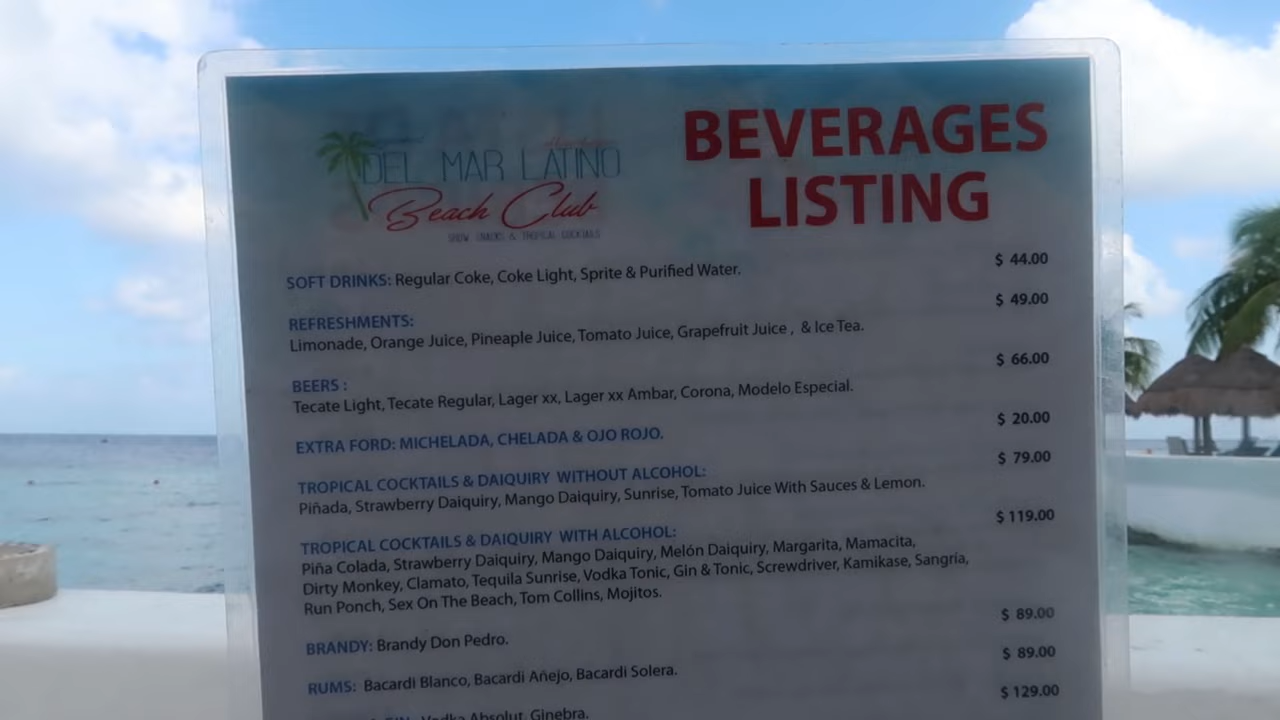 DEL MAR LATINO
Beach Club
SHOW, SNACKS & TROPICAL COCKTAILS
BEVERAGES
LISTING
SOFT DRINKS: Regular Coke, Coke Light, Sprite & Purified Water. $ 44.00
REFRESHMENTS: $ 49.00
Limonade, Orange Juice, Pineaple Juice, Tomato Juice, Grapefruit Juice , & Ice Tea.
BEERS : $ 66.00
Tecate Light, Tecate Regular, Lager xx, Lager xx Ambar, Corona, Modelo Especial.
EXTRA FORD: MICHELADA, CHELADA & OJO ROJO. $ 20.00
TROPICAL COCKTAILS & DAIQUIRY WITHOUT ALCOHOL: $ 79.00
Piñada, Strawberry Daiquiry, Mango Daiquiry, Sunrise, Tomato Juice With Sauces & Lemon.
TROPICAL COCKTAILS & DAIQUIRY WITH ALCOHOL: $ 119.00
Piña Colada, Strawberry Daiquiry, Mango Daiquiry, Melón Daiquiry, Margarita, Mamacita,
Dirty Monkey, Clamato, Tequila Sunrise, Vodka Tonic, Gin & Tonic, Screwdriver, Kamikase, Sangría,
Run Ponch, Sex On The Beach, Tom Collins, Mojitos.
BRANDY: Brandy Don Pedro. $ 89.00
RUMS: Bacardi Blanco, Bacardi Añejo, Bacardi Solera. $ 89.00
Vodka Absolut, Ginebra. $ 129.00